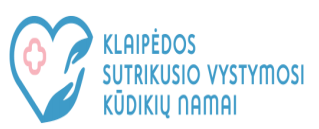 KLAIPĖDOS
SUTRIKUSIO VYSTYMOSI
KŪDIKIŲ NAMAI